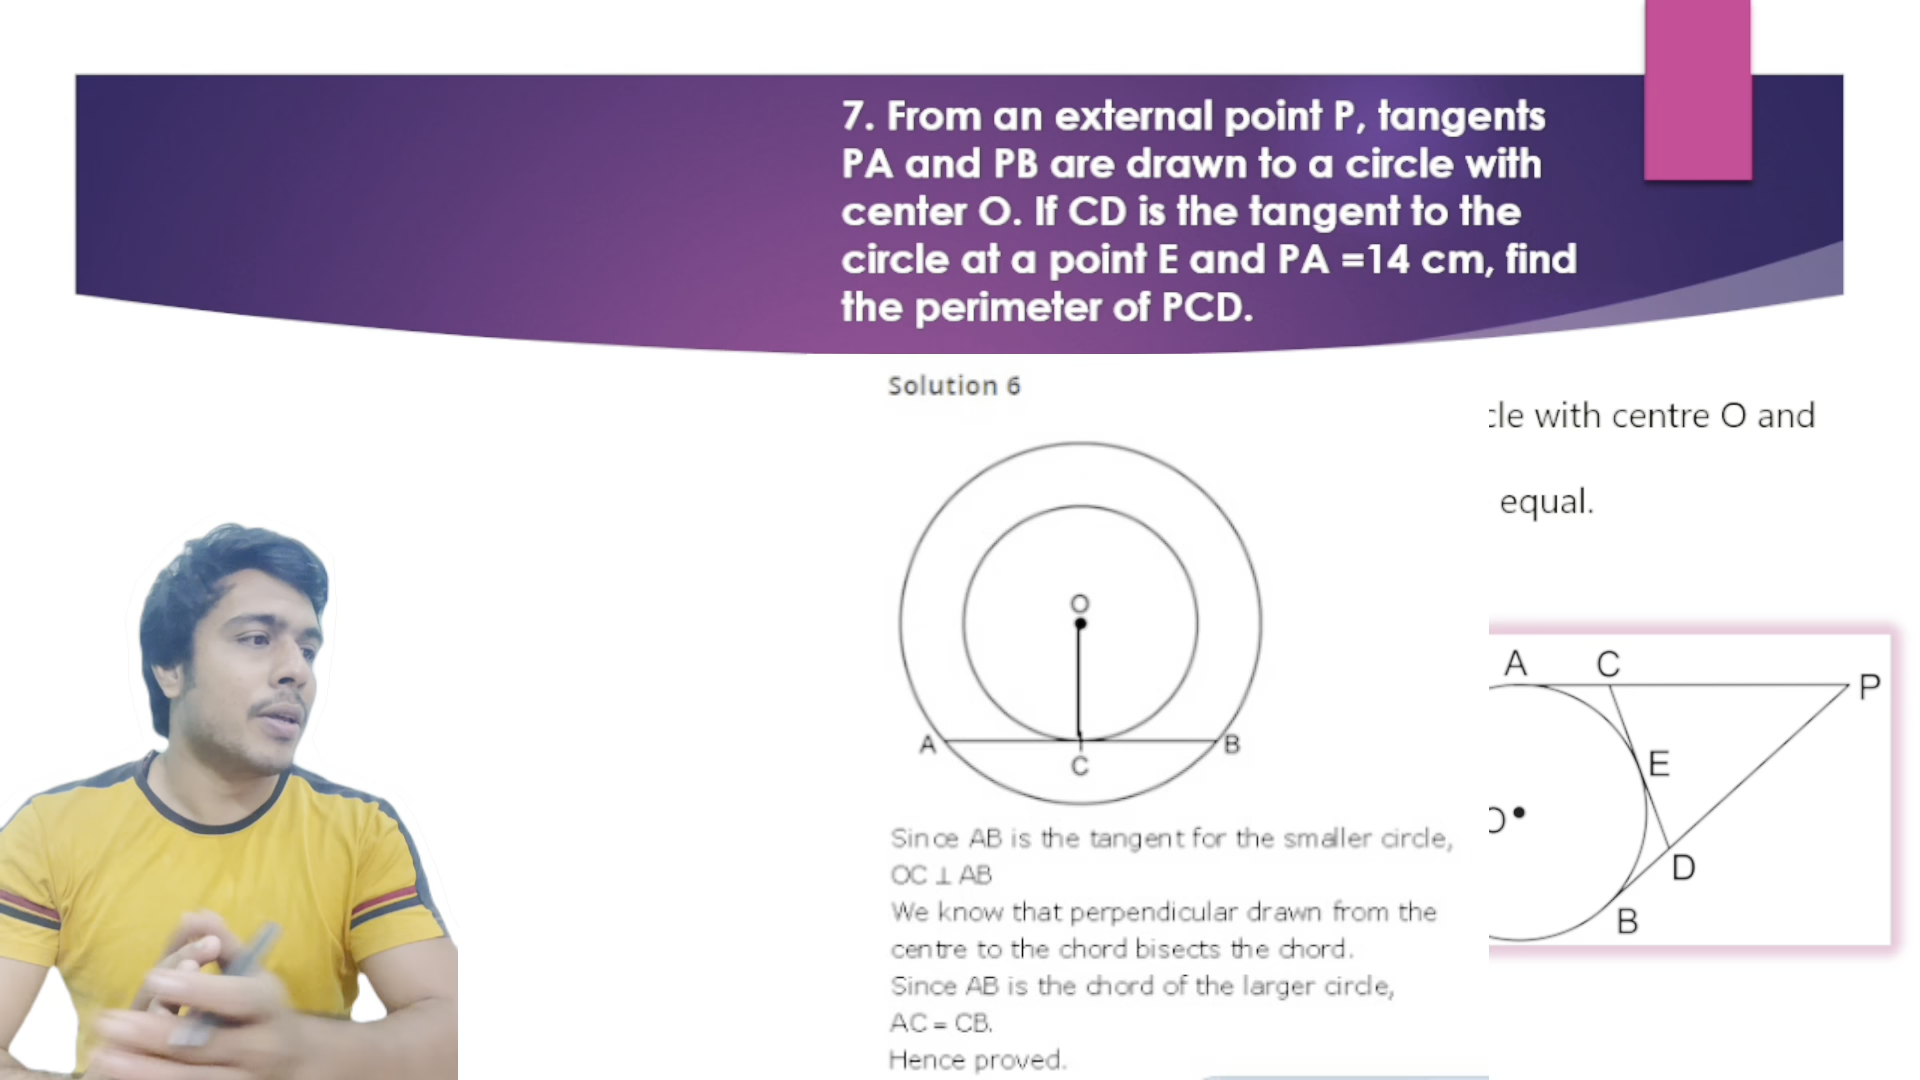 7. From an external point P, tangents
PA and PB are drawn to a circle with
center O. If CD is the tangent to the
circle at a point E and PA =14 cm, find
the perimeter of PCD.
Solution 6
O
A
B
C
Since AB is the tangent for the smaller circle,
OC ⊥ AB
We know that perpendicular drawn from the
centre to the chord bisects the chord.
Since AB is the chord of the larger circle,
AC = CB.
Hence proved.
with centre O and
equal.
A C
P
E
D
B